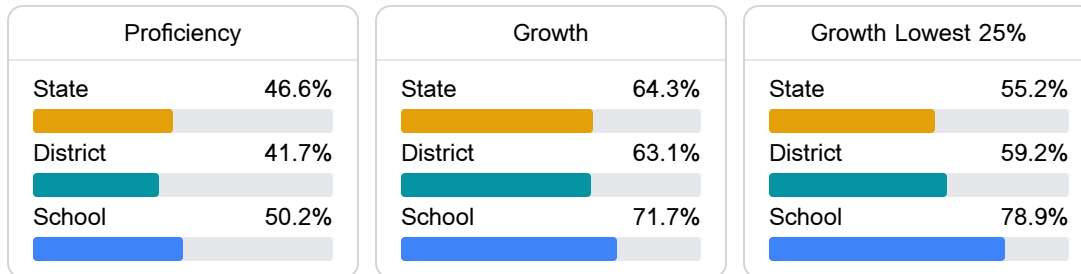 Proficiency
State 46.6%
District 41.7%
School 50.2%
Growth
State 64.3%
District 63.1%
School 71.7%
Growth Lowest 25%
State 55.2%
District 59.2%
School 78.9%